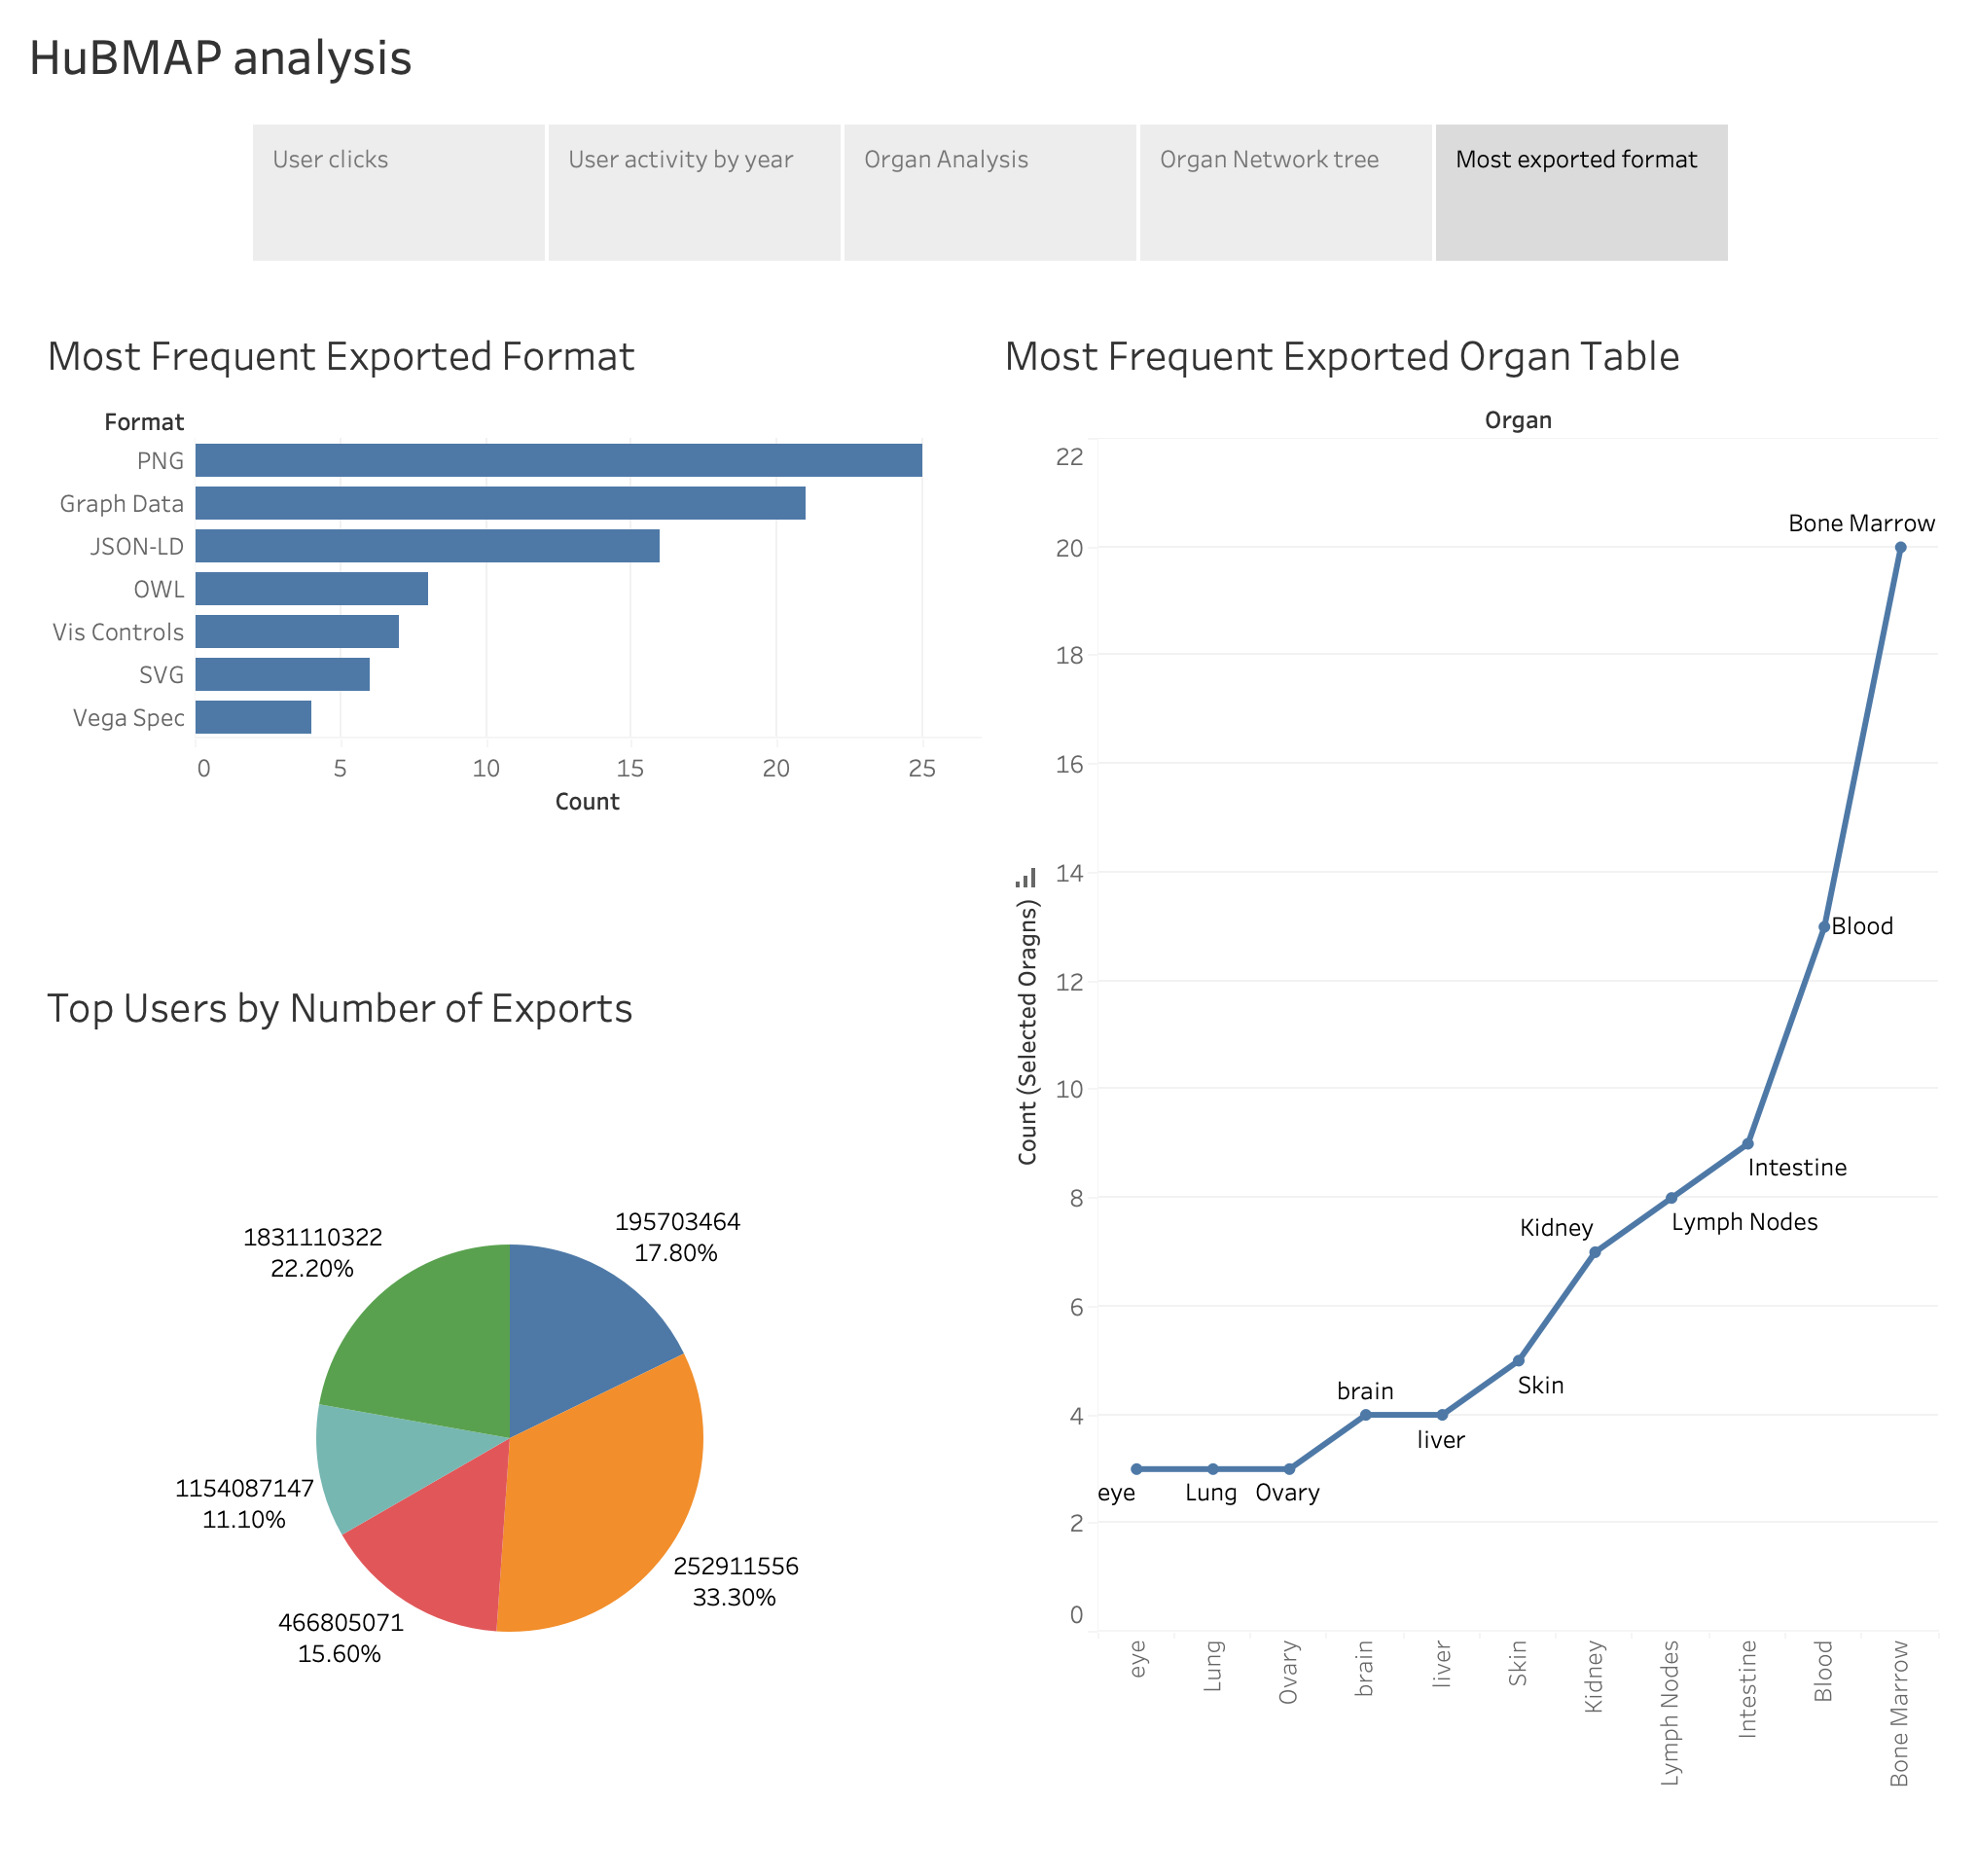 HuBMAP analysis
User clicks
User activity by year
Organ Analysis
Organ Network tree
Most exported format
Most Frequent Exported Format
Format
PNG
Graph Data
JSON-LD
OWL
Vis Controls
SVG
Vega Spec
0 5 10 15 20 25
Count
Top Users by Number of Exports
1831110322
22.20%
195703464
17.80%
1154087147
11.10%
252911556
33.30%
466805071
15.60%
Most Frequent Exported Organ Table
Organ
Count (Selected Oragns)
22
20
18
16
14
12
10
8
6
4
2
0
Bone Marrow
Blood
Intestine
Lymph Nodes
Kidney
Skin
brain
liver
eye
Lung
Ovary
eye
Lung
Ovary
brain
liver
Skin
Kidney
Lymph Nodes
Intestine
Blood
Bone Marrow